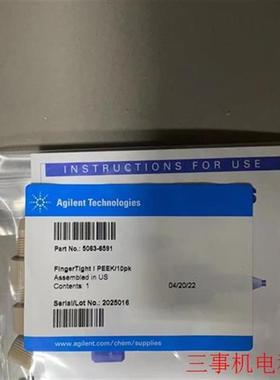 INSTRUCTIONS FOR USE
Agilent Technologies
Part No.: 5063-6591
FingerTight I PEEK/10pk
Assembled in US
Contents: 1
04/20/22
Serial/Lot No.: 2025016
www.agilent.com/chem/supplies
三事机电